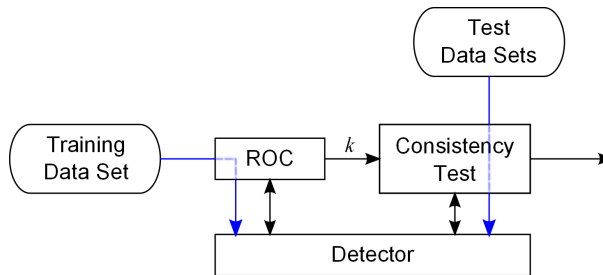 Test
Data Sets
Training
Data Set
ROC
k
Consistency
Test
Detector